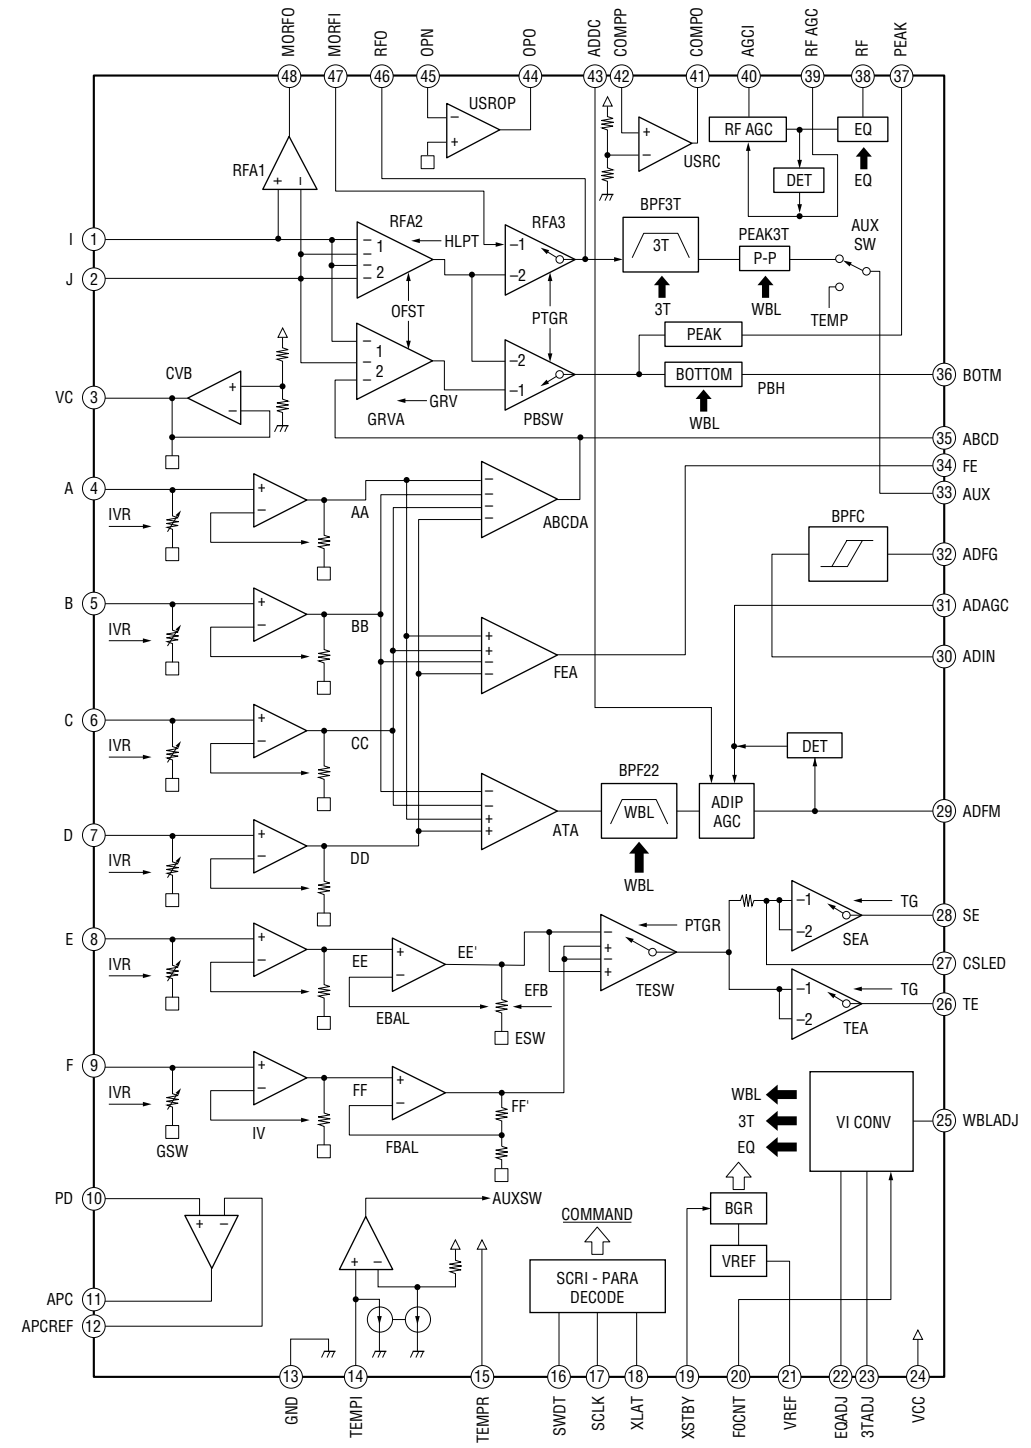 MORFO
MORFI
RFO
OPN
OPO
ADDC
COMPP
COMPO
AGCI
RF AGC
RF
PEAK
48
47
46
45
44
43
42
41
40
39
38
37
USROP
−
+
+
−
USRC
RF AGC
EQ
DET
EQ
RFA1
+
−
I
1
J
2
RFA2
HLPT
−
−
1
−
−
2
OFST
RFA3
−1
−2
PTGR
BPF3T
3T
3T
PEAK3T
P-P
WBL
AUX
SW
TEMP
PEAK
BOTTOM
PBH
WBL
36
BOTM
VC
3
CVB
+
−
−
−
1
2
−
GRV
GRVA
−2
−1
PBSW
35
ABCD
34
FE
33
AUX
A
4
IVR
+
−
AA
−
−
−
−
ABCDA
BPFC
32
ADFG
31
ADAGC
30
ADIN
B
5
IVR
+
−
BB
+
+
−
−
FEA
C
6
IVR
+
−
CC
DET
D
7
IVR
+
−
DD
−
−
+
+
ATA
BPF22
WBL
WBL
ADIP
AGC
29
ADFM
E
8
IVR
+
−
EE
+
−
EBAL
EE'
EFB
ESW
−
+
−
+
TESW
PTGR
−1
−2
SEA
TG
28
SE
27
CSLED
−1
−2
TEA
TG
26
TE
F
9
IVR
GSW
+
−
IV
FF
+
−
FBAL
FF'
WBL
3T
EQ
VI CONV
25
WBLADJ
PD
10
+
−
APC
11
APCREF
12
AUXSW
+
−
COMMAND
SCRI - PARA
DECODE
BGR
VREF
13
14
15
16
17
18
19
20
21
22
23
24
GND
TEMPI
TEMPR
SWDT
SCLK
XLAT
XSTBY
F0CNT
VREF
EQADJ
3TADJ
VCC